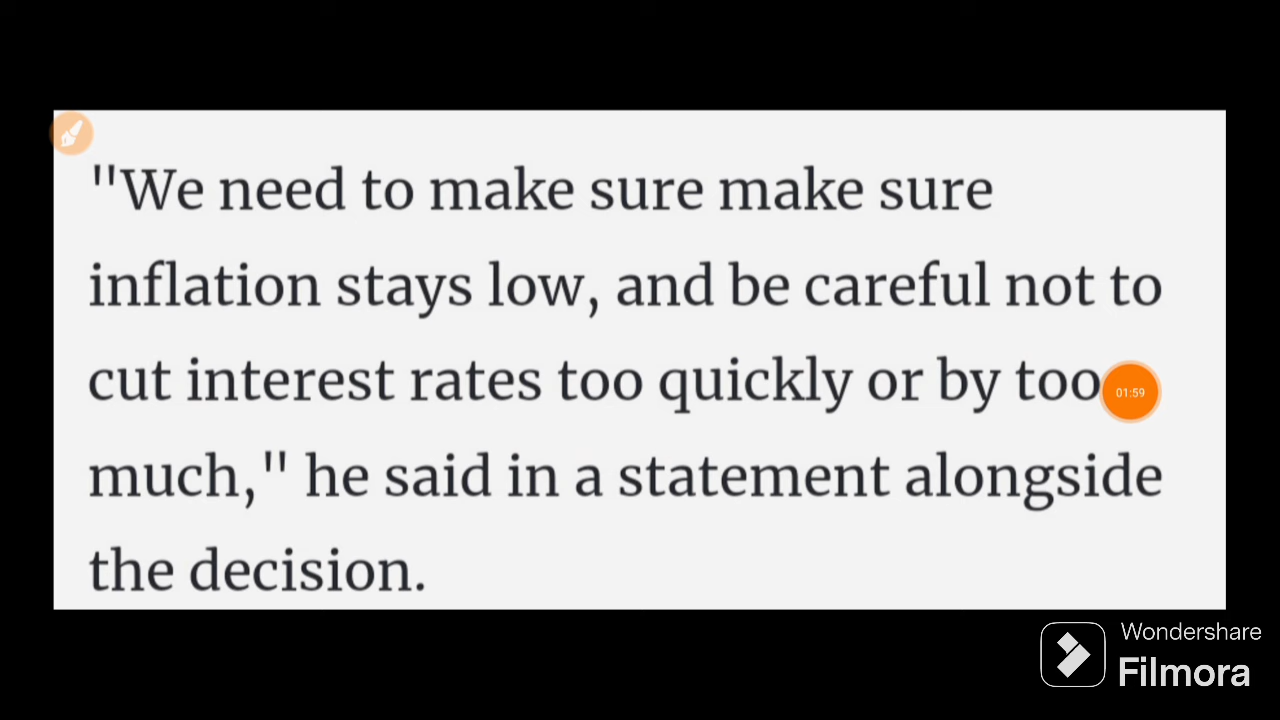 "We need to make sure make sure
inflation stays low, and be careful not to
cut interest rates too quickly or by too
01:59
much," he said in a statement alongside
the decision.
Wondershare
Filmora